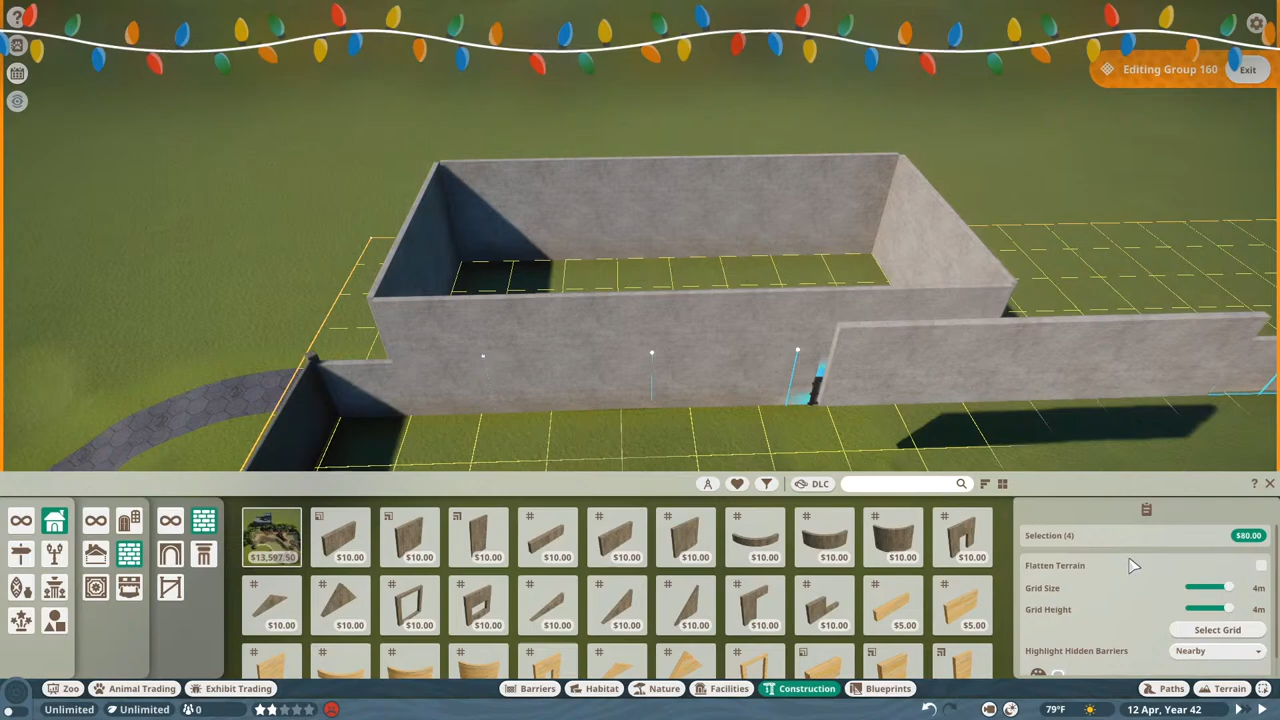 Editing Group 160
Exit
DLC
?
$13,597.50 $10.00 $10.00 $10.00 $10.00 $10.00 $10.00 $10.00 $10.00 $10.00 $10.00
$10.00 $10.00 $10.00 $10.00 $10.00 $10.00 $10.00 $10.00 $10.00 $5.00 $5.00
Selection (4) $80.00
Flatten Terrain
Grid Size 4m
Grid Height 4m
Select Grid
Highlight Hidden Barriers Nearby
Zoo Animal Trading Exhibit Trading Barriers Habitat Nature Facilities Construction Blueprints Paths Terrain
Unlimited Unlimited 0 79°F 12 Apr, Year 42